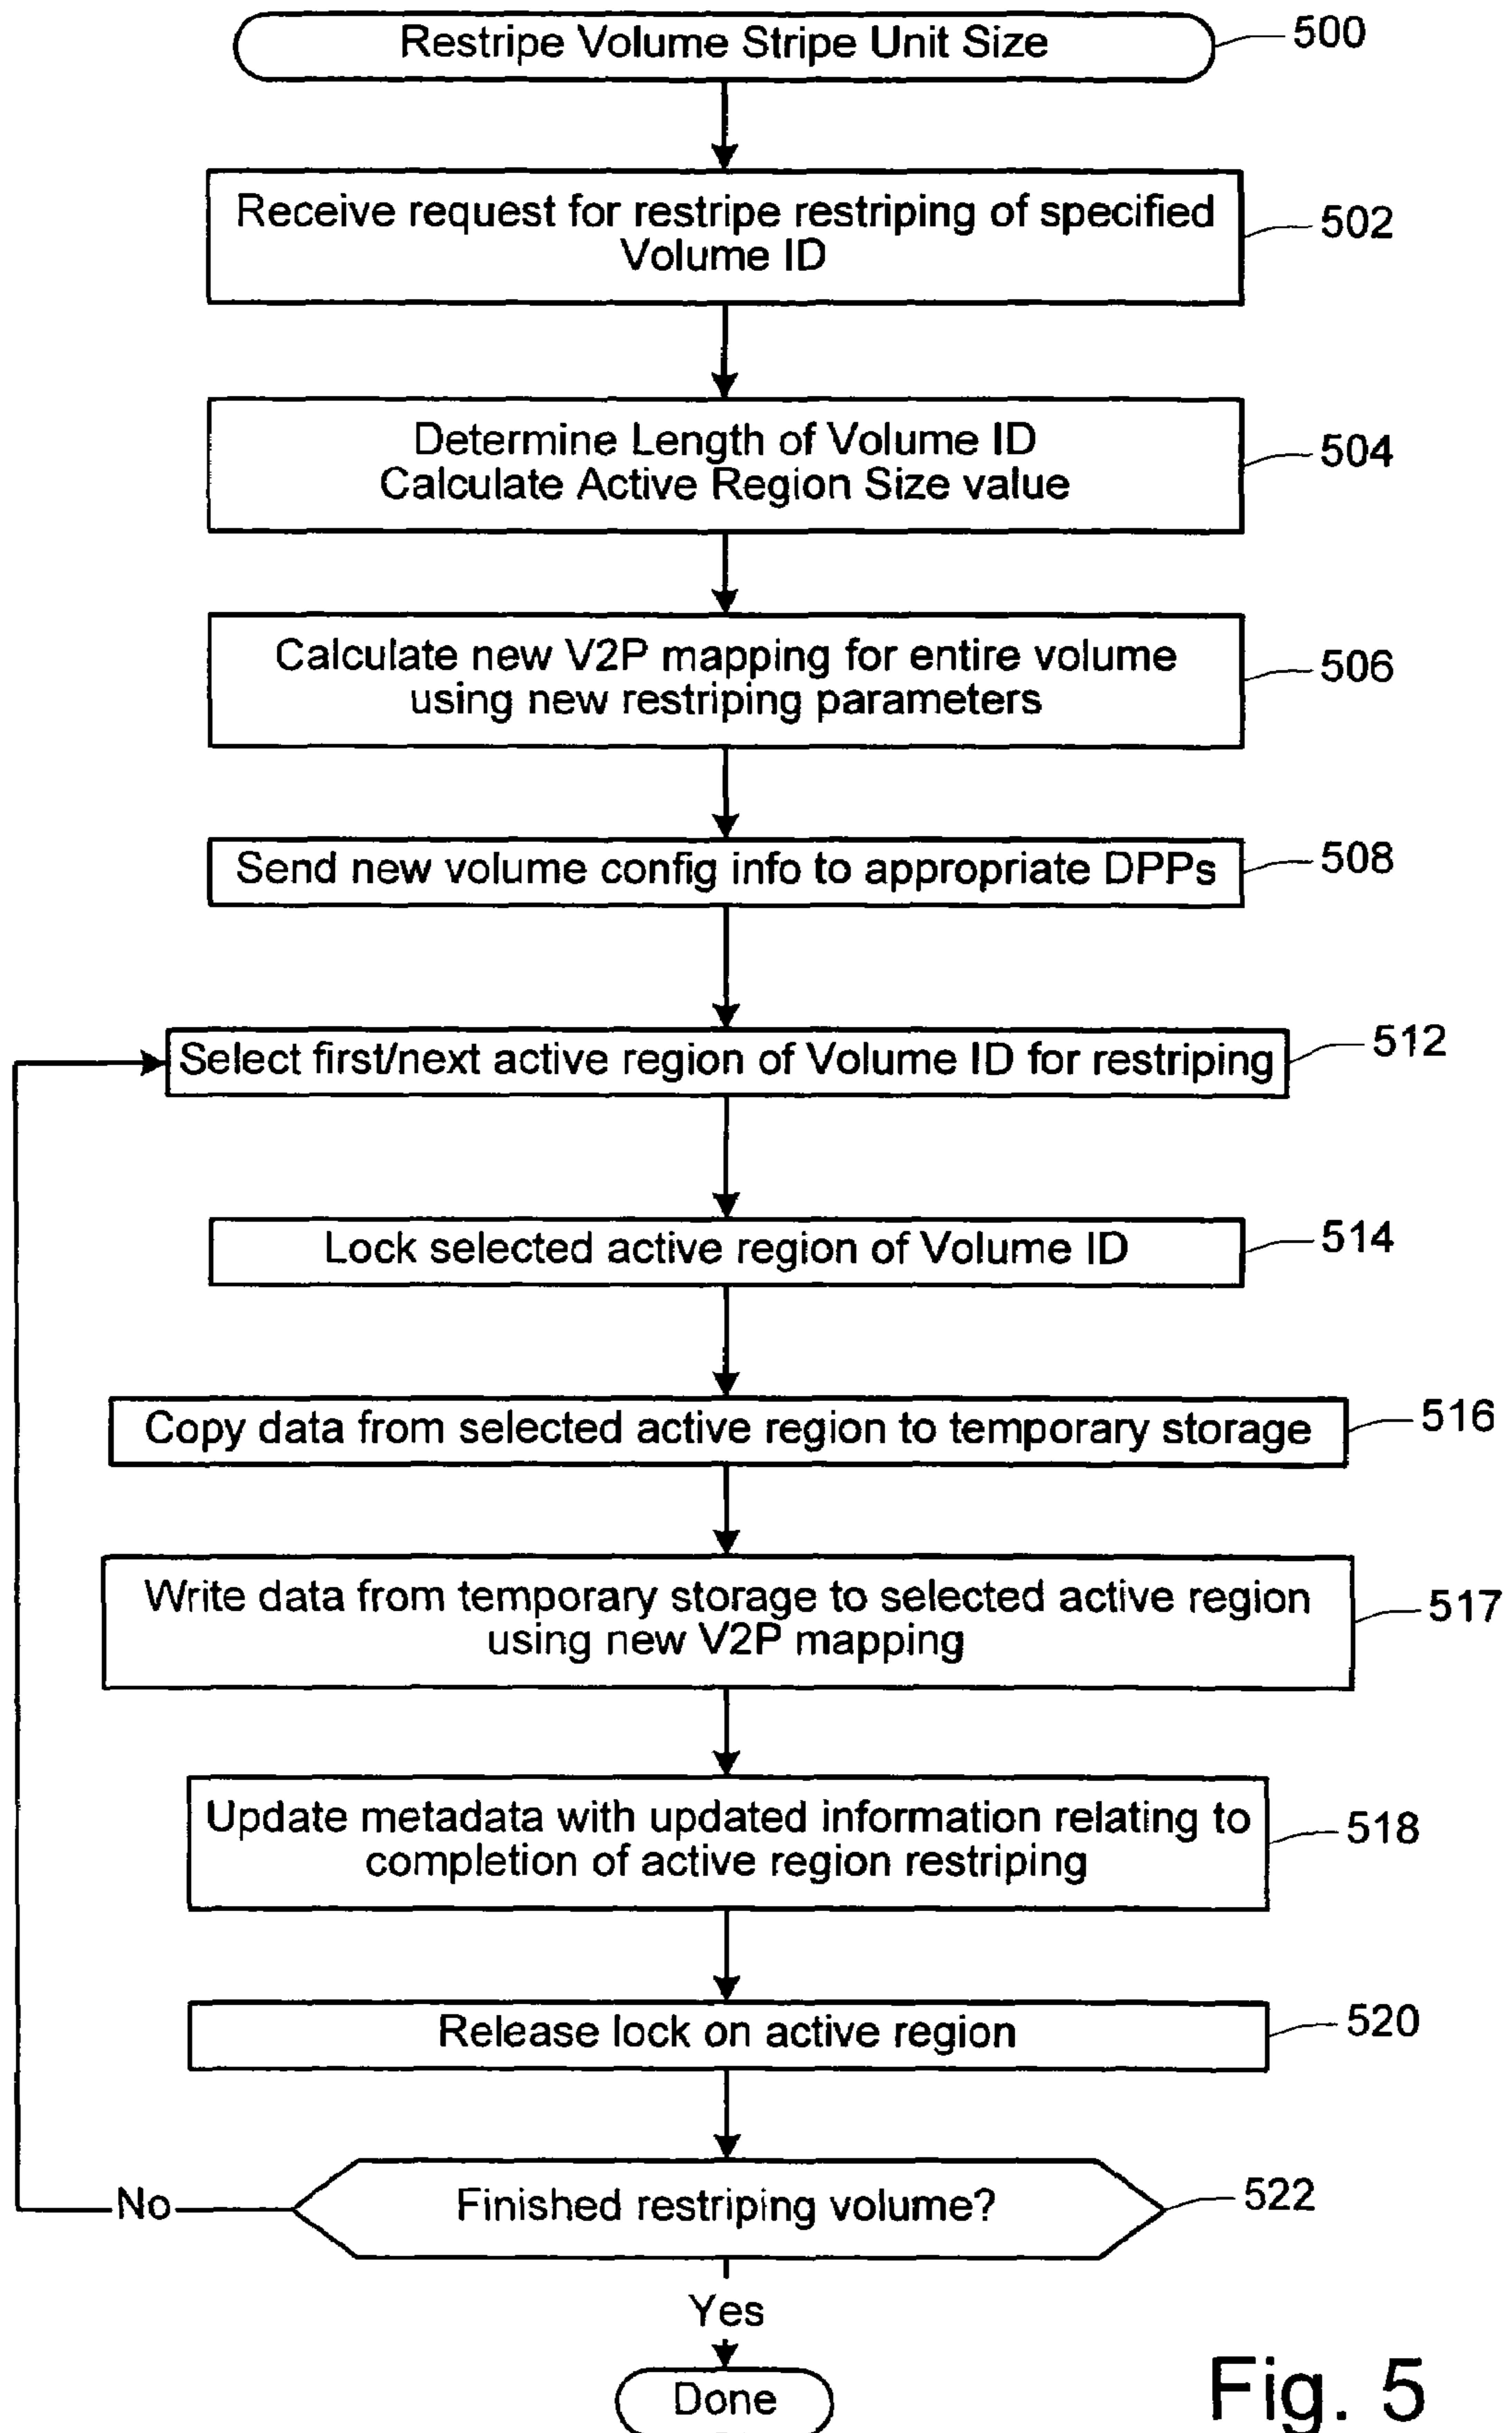 Restripe Volume Stripe Unit Size
500
Receive request for restripe restriping of specified
Volume ID
502
Determine Length of Volume ID
Calculate Active Region Size value
504
Calculate new V2P mapping for entire volume
using new restriping parameters
506
Send new volume config info to appropriate DPPs
508
Select first/next active region of Volume ID for restriping
512
Lock selected active region of Volume ID
514
Copy data from selected active region to temporary storage
516
Write data from temporary storage to selected active region
using new V2P mapping
517
Update metadata with updated information relating to
completion of active region restriping
518
Release lock on active region
520
Finished restriping volume?
522
No
Yes
Done
Fig. 5